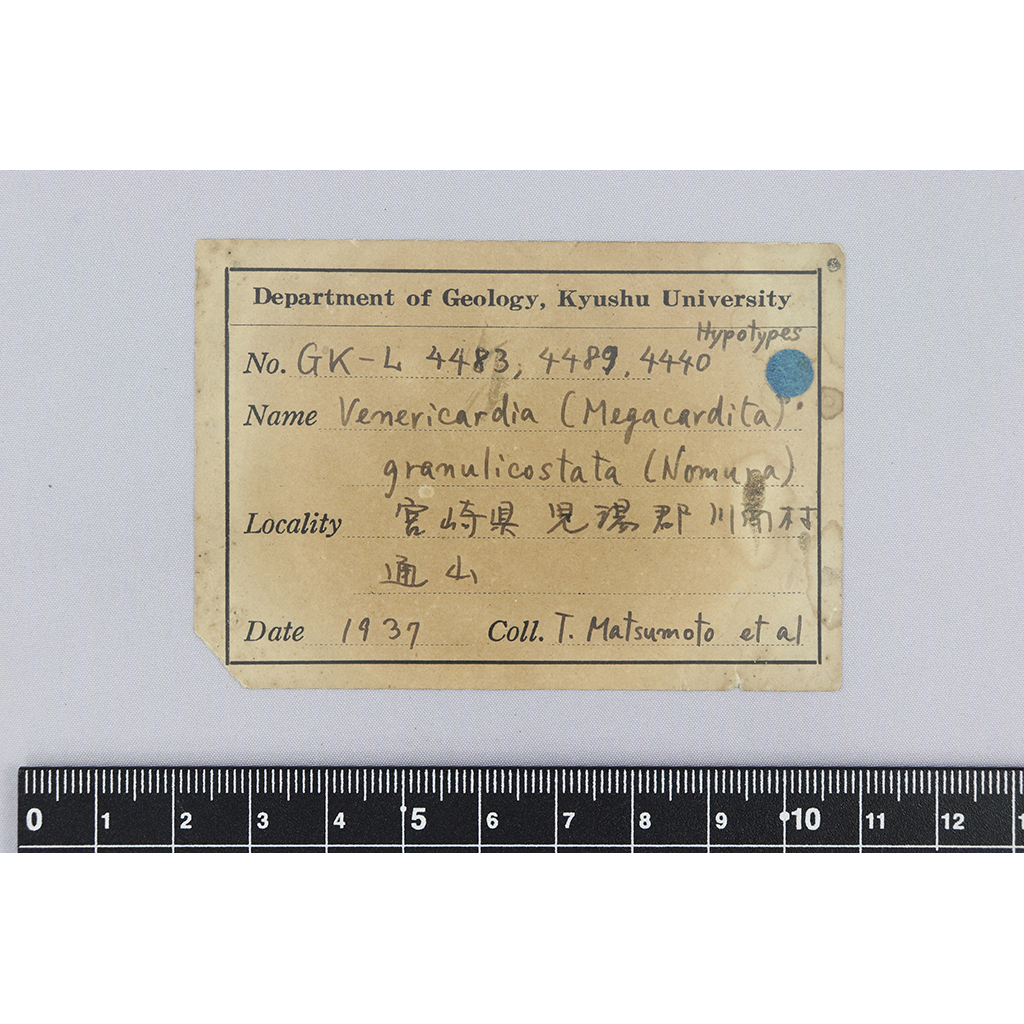 Department of Geology, Kyushu University
Hypotypes
No. GK-L 4483, 4489, 4440
Name Venericardia (Megacardita)
granulicostata (Nomura)
Locality 宮崎県 児湯郡 川南村
通山
Date 1937 Coll. T. Matsumoto et al
0 1 2 3 4 5 6 7 8 9 10 11 12